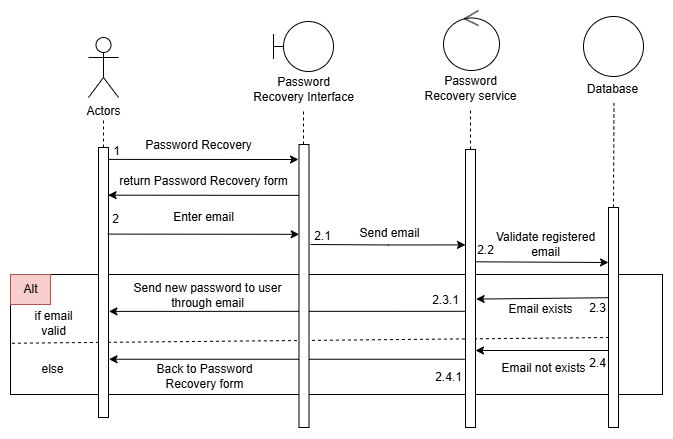 Actors
Password
Recovery Interface
Password
Recovery service
Database
1
Password Recovery
return Password Recovery form
2
Enter email
2.1
Send email
2.2
Validate registered
email
Alt
if email
valid
Send new password to user
through email
2.3.1
Email exists
2.3
else
Back to Password
Recovery form
2.4.1
Email not exists
2.4